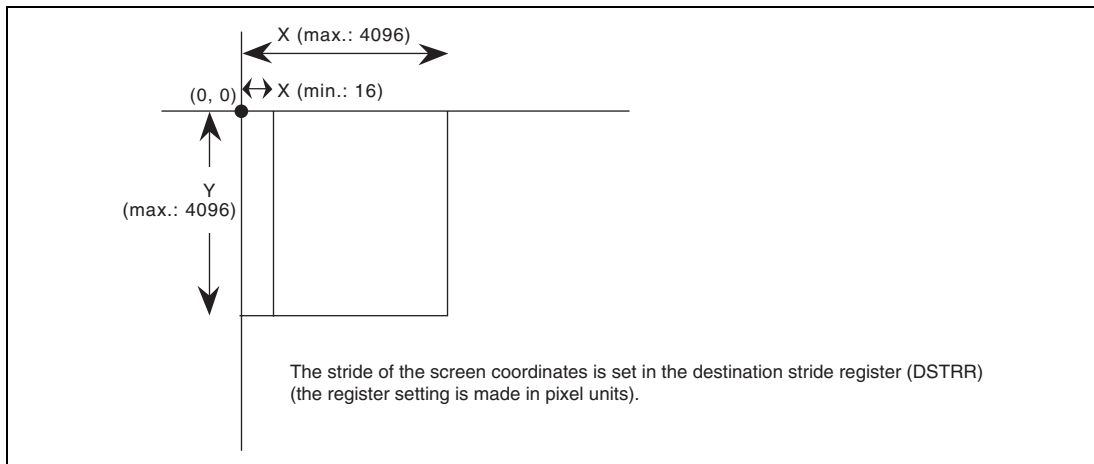 X (max.: 4096)
(0, 0)
X (min.: 16)
Y
(max.: 4096)
The stride of the screen coordinates is set in the destination stride register (DSTRR)
(the register setting is made in pixel units).